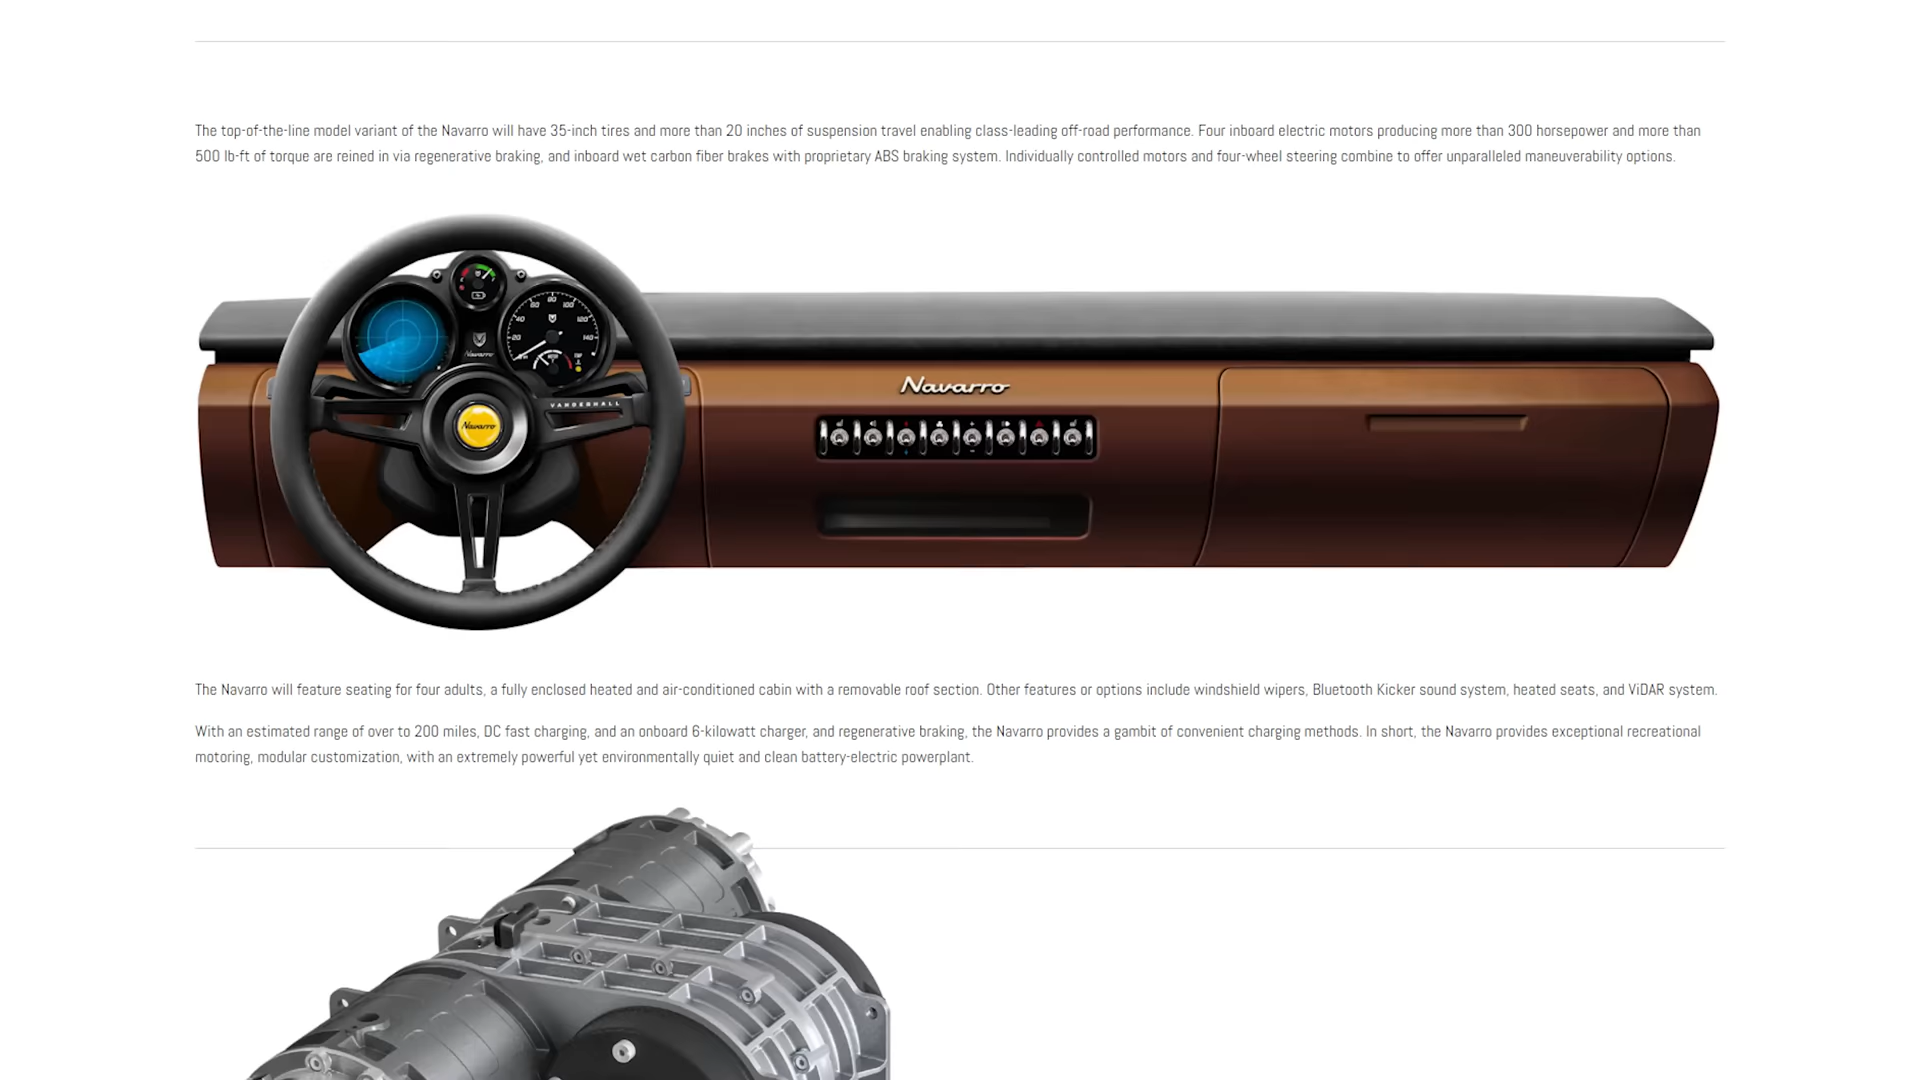 The top-of-the-line model variant of the Navarro will have 35-inch tires and more than 20 inches of suspension travel enabling class-leading off-road performance. Four inboard electric motors producing more than 300 horsepower and more than
500 lb-ft of torque are reined in via regenerative braking, and inboard wet carbon fiber brakes with proprietary ABS braking system. Individually controlled motors and four-wheel steering combine to offer unparalleled maneuverability options.
20 40 60 80 100 120 140
Navarro
Navarro
VANDERHALL
Navarro
The Navarro will feature seating for four adults, a fully enclosed heated and air-conditioned cabin with a removable roof section. Other features or options include windshield wipers, Bluetooth Kicker sound system, heated seats, and ViDAR system.
With an estimated range of over to 200 miles, DC fast charging, and an onboard 6-kilowatt charger, and regenerative braking, the Navarro provides a gambit of convenient charging methods. In short, the Navarro provides exceptional recreational
motoring, modular customization, with an extremely powerful yet environmentally quiet and clean battery-electric powerplant.